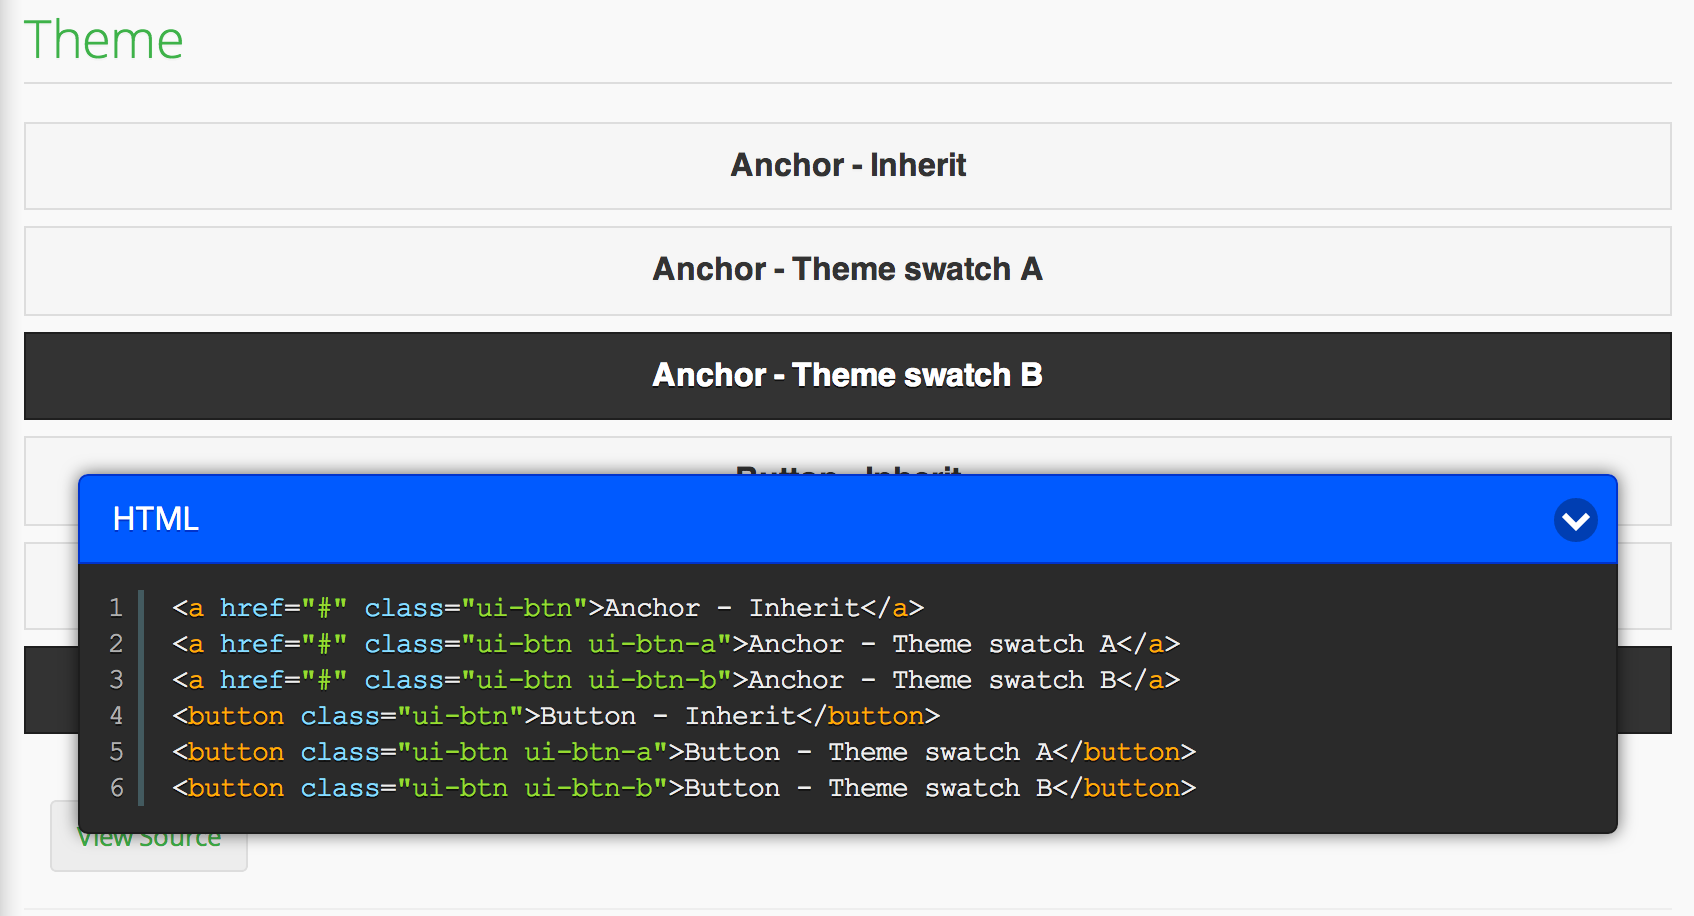 Theme
Anchor - Inherit
Anchor - Theme swatch A
Anchor - Theme swatch B
Button - Inherit
HTML
1 <a href="#" class="ui-btn">Anchor - Inherit</a>
2 <a href="#" class="ui-btn ui-btn-a">Anchor - Theme swatch A</a>
3 <a href="#" class="ui-btn ui-btn-b">Anchor - Theme swatch B</a>
4 <button class="ui-btn">Button - Inherit</button>
5 <button class="ui-btn ui-btn-a">Button - Theme swatch A</button>
6 <button class="ui-btn ui-btn-b">Button - Theme swatch B</button>
View Source